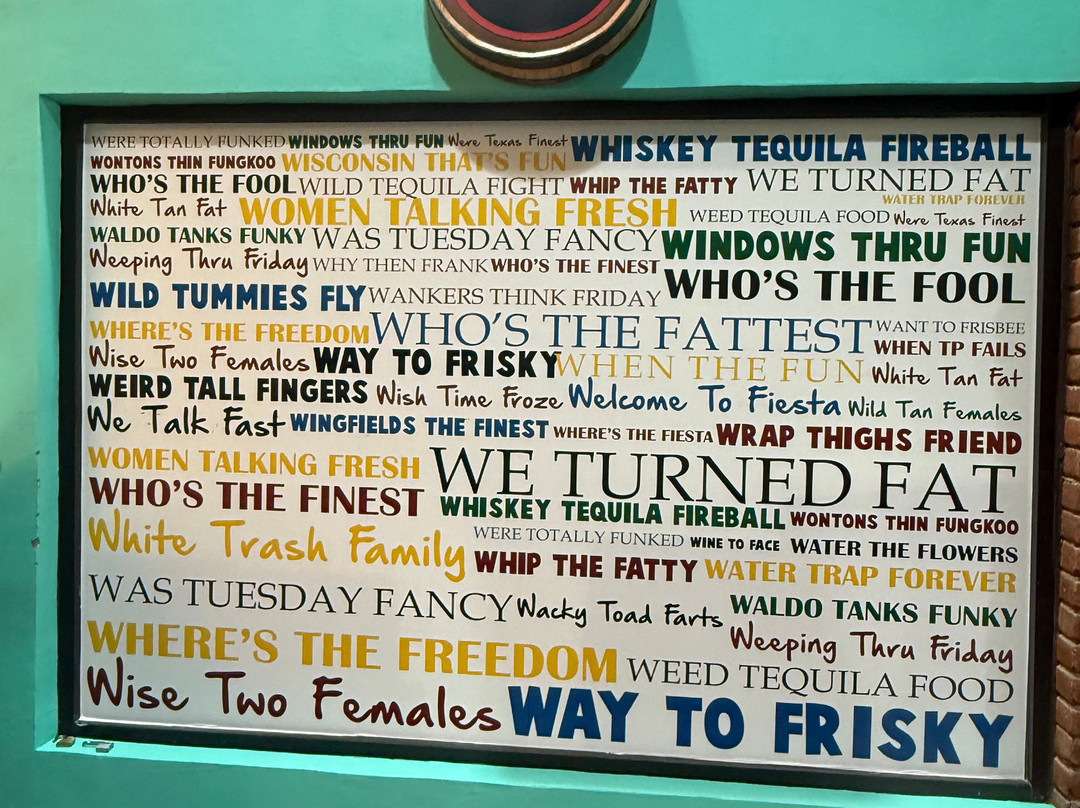 WERE TOTALLY FUNKED WINDOWS THRU FUN Were Texas Finest WHISKEY TEQUILA FIREBALL
WONTONS THIN FUNGKOO WISCONSIN THAT'S FUN
WHO'S THE FOOL WILD TEQUILA FIGHT WHIP THE FATTY WE TURNED FAT
WATER TRAP FOREVER
White Tan Fat WOMEN TALKING FRESH WEED TEQUILA FOOD Were Texas Finest
WALDO TANKS FUNKY WAS TUESDAY FANCY WINDOWS THRU FUN
Weeping Thru Friday WHY THEN FRANK WHO'S THE FINEST WHO'S THE FOOL
WILD TUMMIES FLY WANKERS THINK FRIDAY
WHERE'S THE FREEDOM WHO'S THE FATTEST WANT TO FRISBEE
WHEN TP FAILS
Wise Two Females WAY TO FRISKY WHEN THE FUN White Tan Fat
WEIRD TALL FINGERS Wish Time Froze Welcome To Fiesta Wild Tan Females
We Talk Fast WINGFIELDS THE FINEST WHERE'S THE FIESTA WRAP THIGHS FRIEND
WOMEN TALKING FRESH WE TURNED FAT
WHO'S THE FINEST WHISKEY TEQUILA FIREBALL WONTONS THIN FUNGKOO
White Trash Family WERE TOTALLY FUNKED WINE TO FACE WATER THE FLOWERS
WHIP THE FATTY WATER TRAP FOREVER
WAS TUESDAY FANCY Wacky Toad Farts WALDO TANKS FUNKY
Weeping Thru Friday
WHERE'S THE FREEDOM WEED TEQUILA FOOD
Wise Two Females WAY TO FRISKY